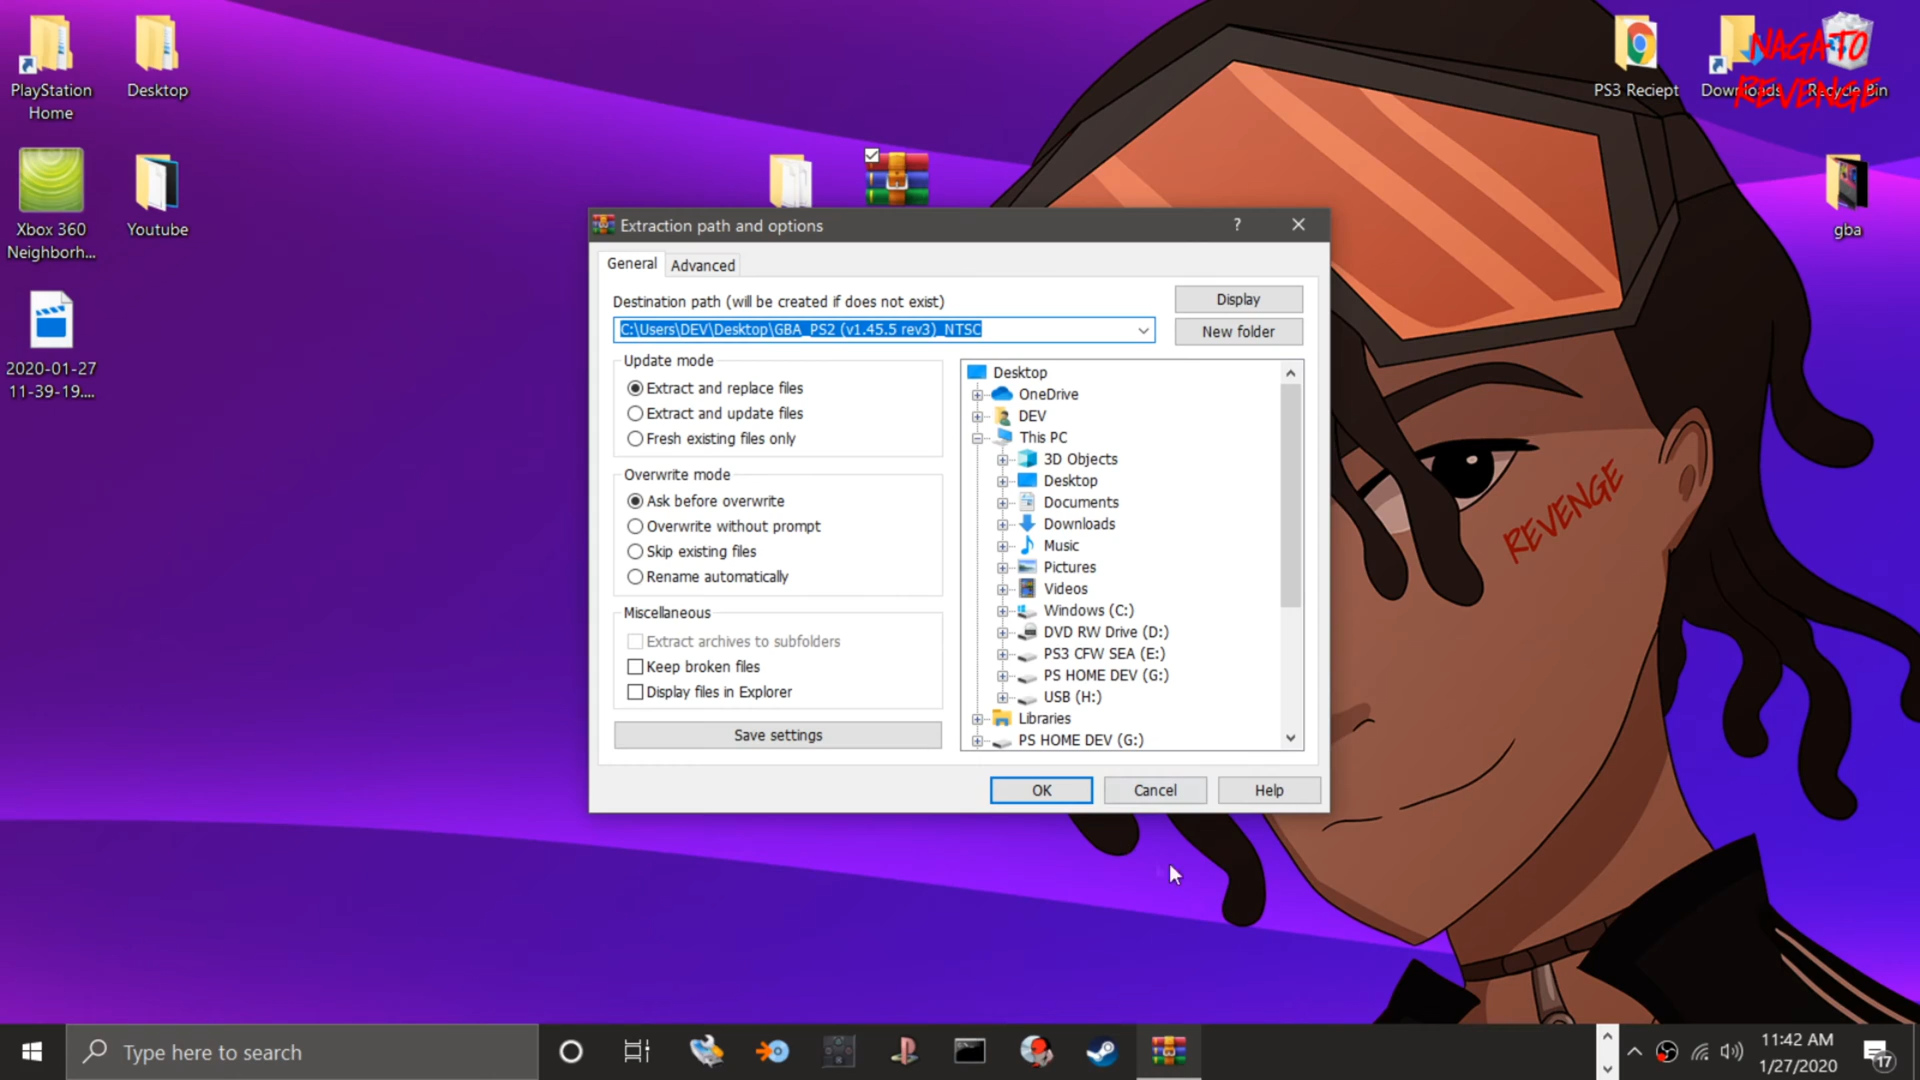 PlayStation
Home
Desktop
PS3 Reciept
Downloads
Recycle Bin
NAGATO
REVENGE
Xbox 360
Neighborh...
Youtube
gba
2020-01-27
11-39-19....
REVENGE
Extraction path and options
?
General
Advanced
Destination path (will be created if does not exist)
Display
C:\Users\DEV\Desktop\GBA_PS2 (v1.45.5 rev3)_NTSC
New folder
Update mode
Extract and replace files
Extract and update files
Fresh existing files only
Overwrite mode
Ask before overwrite
Overwrite without prompt
Skip existing files
Rename automatically
Miscellaneous
Extract archives to subfolders
Keep broken files
Display files in Explorer
Save settings
Desktop
OneDrive
DEV
This PC
3D Objects
Desktop
Documents
Downloads
Music
Pictures
Videos
Windows (C:)
DVD RW Drive (D:)
PS3 CFW SEA (E:)
PS HOME DEV (G:)
USB (H:)
Libraries
PS HOME DEV (G:)
OK
Cancel
Help
Type here to search
11:42 AM
1/27/2020
17